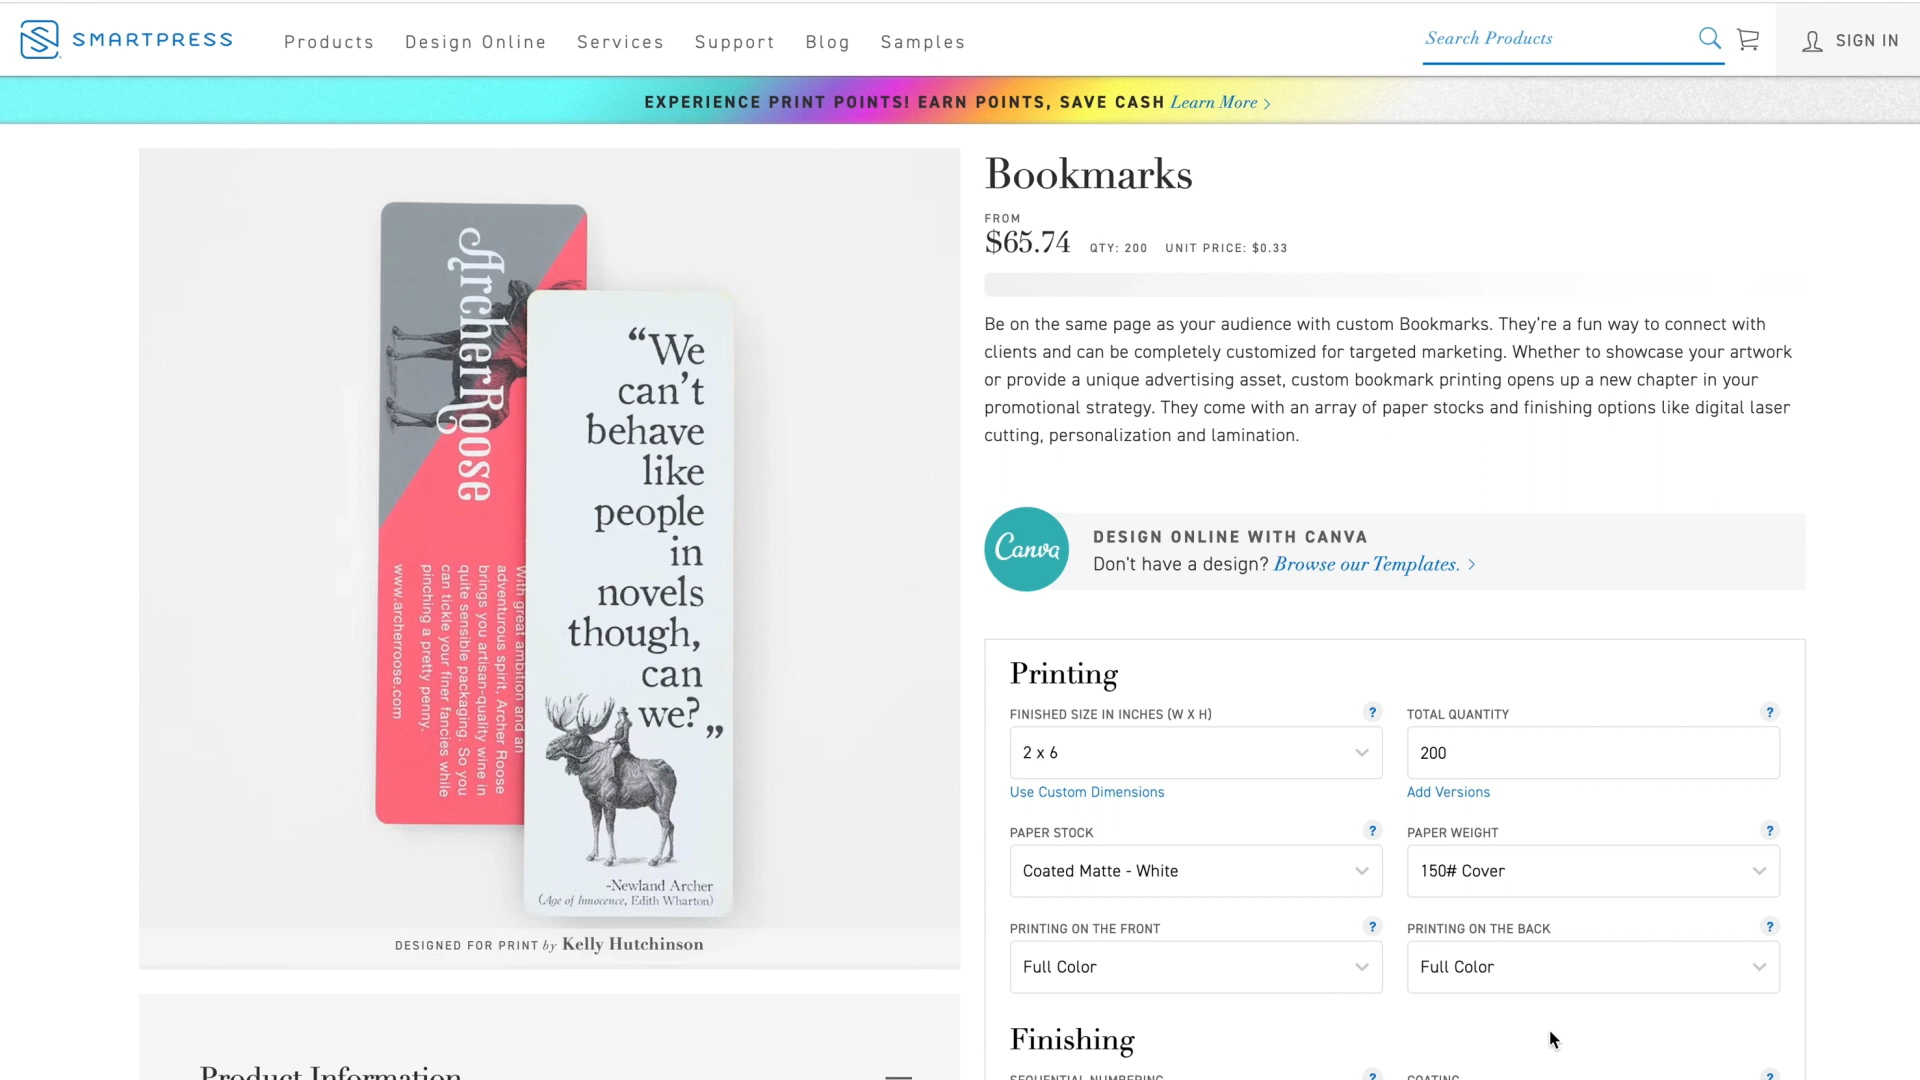 SMARTPRESS
Products
Design Online
Services
Support
Blog
Samples
Search Products
SIGN IN
EXPERIENCE PRINT POINTS! EARN POINTS, SAVE CASH Learn More >
ArcherRoose
With great ambition and an
adventurous spirit, Archer Roose
brings you artisan-quality wine in
quite sensible packaging. So you
can tickle your finer fancies while
pinching a pretty penny.
www.archerroose.com
“We
can’t
behave
like
people
in
novels
though,
can
we?„
-Newland Archer
(Age of Innocence, Edith Wharton)
DESIGNED FOR PRINT by Kelly Hutchinson
Product Information
Bookmarks
FROM
$65.74 QTY: 200 UNIT PRICE: $0.33
Be on the same page as your audience with custom Bookmarks. They're a fun way to connect with
clients and can be completely customized for targeted marketing. Whether to showcase your artwork
or provide a unique advertising asset, custom bookmark printing opens up a new chapter in your
promotional strategy. They come with an array of paper stocks and finishing options like digital laser
cutting, personalization and lamination.
Canva
DESIGN ONLINE WITH CANVA
Don't have a design? Browse our Templates. >
Printing
FINISHED SIZE IN INCHES (W X H) ?
TOTAL QUANTITY ?
2 x 6
200
Use Custom Dimensions
Add Versions
PAPER STOCK ?
PAPER WEIGHT ?
Coated Matte - White
150# Cover
PRINTING ON THE FRONT ?
PRINTING ON THE BACK ?
Full Color
Full Color
Finishing
SEQUENTIAL NUMBERING ?
COATING ?